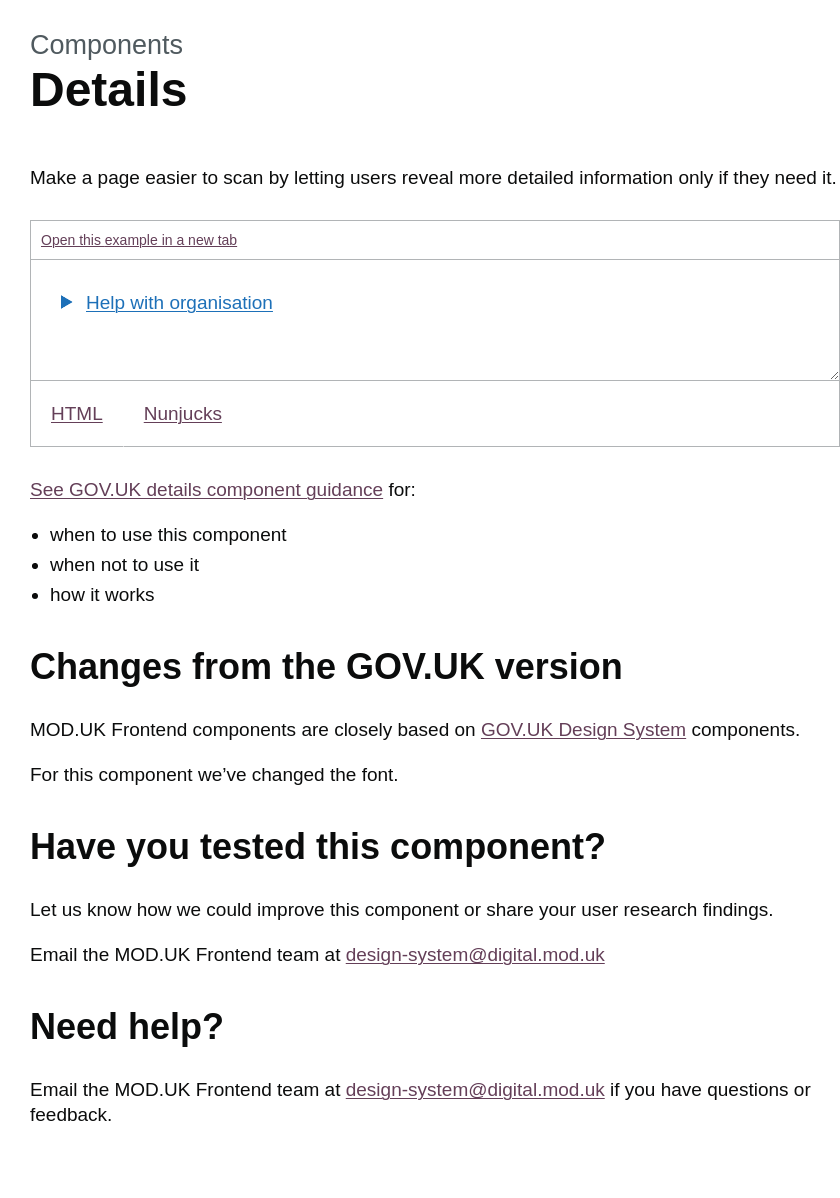 Components
Details
Make a page easier to scan by letting users reveal more detailed information only if they need it.
Open this example in a new tab
Help with organisation
HTML Nunjucks
See GOV.UK details component guidance for:
when to use this component
when not to use it
how it works
Changes from the GOV.UK version
MOD.UK Frontend components are closely based on GOV.UK Design System components.
For this component we’ve changed the font.
Have you tested this component?
Let us know how we could improve this component or share your user research findings.
Email the MOD.UK Frontend team at design-system@digital.mod.uk
Need help?
Email the MOD.UK Frontend team at design-system@digital.mod.uk if you have questions or
feedback.